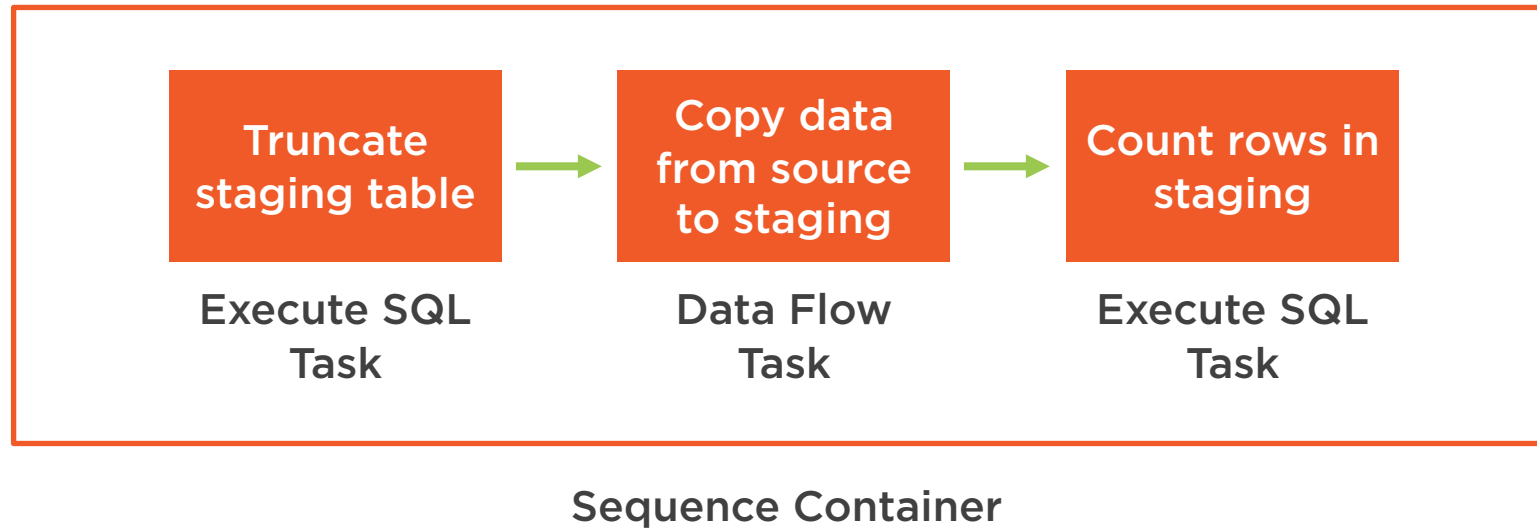 Truncate
staging table
Copy data
from source
to staging
Count rows in
staging
Execute SQL
Task
Data Flow
Task
Execute SQL
Task
Sequence Container